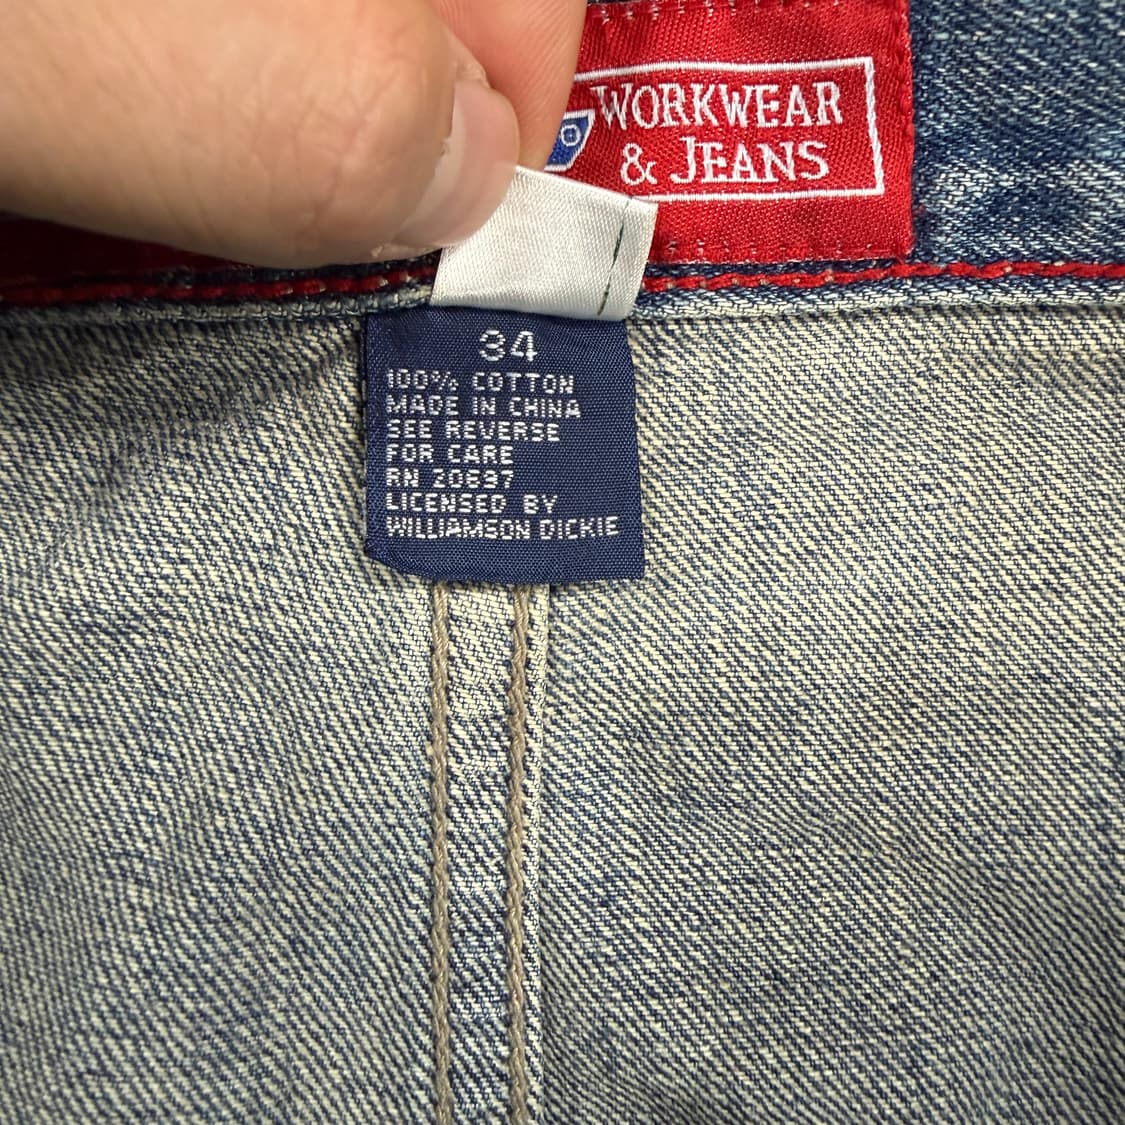 WORKWEAR
& JEANS
34
100% COTTON
MADE IN CHINA
SEE REVERSE
FOR CARE
RN 20697
LICENSED BY
WILLIAMSON DICKIE